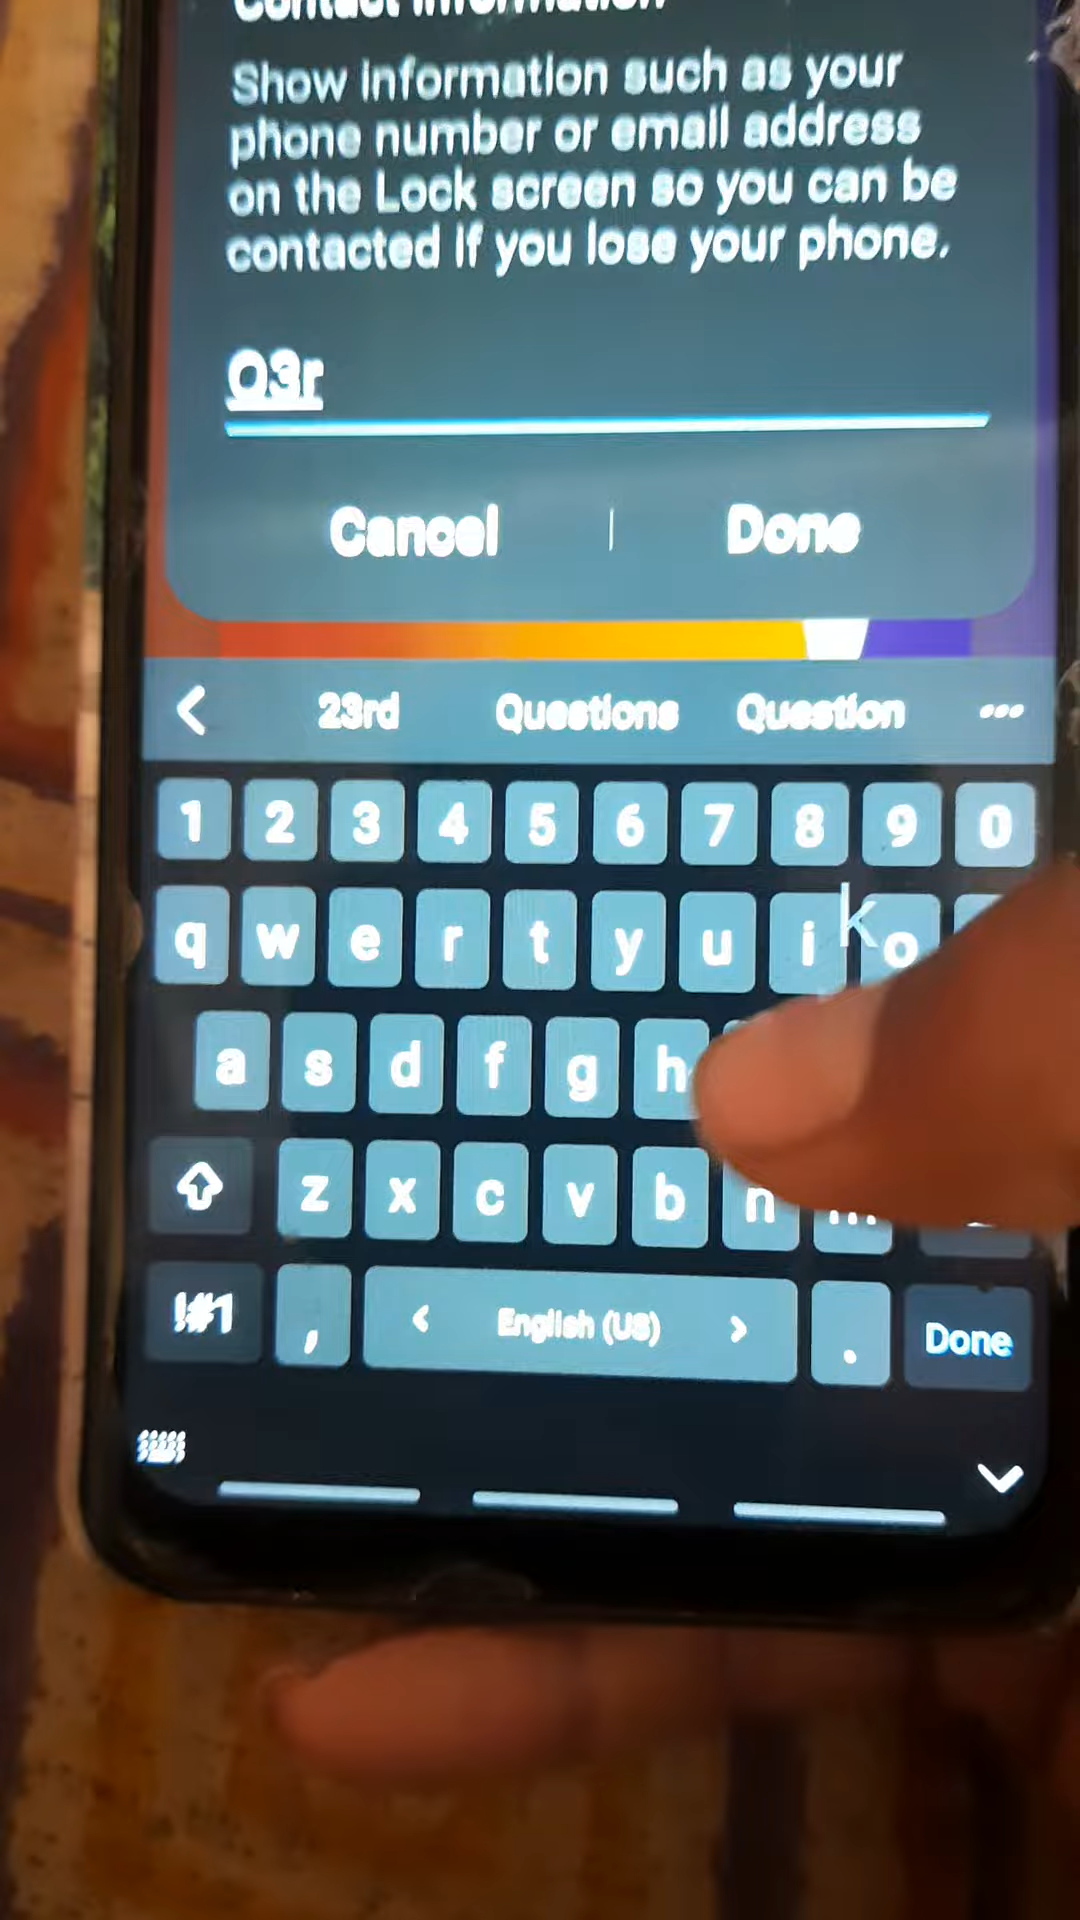 Contact information
Show information such as your
phone number or email address
on the Lock screen so you can be
contacted if you lose your phone.
Q3r
Cancel | Done
23rd Questions Question ...
1 2 3 4 5 6 7 8 9 0
q w e r t y u i k o
a s d f g h
z x c v b n m
!#1 , < English (US) > . Done